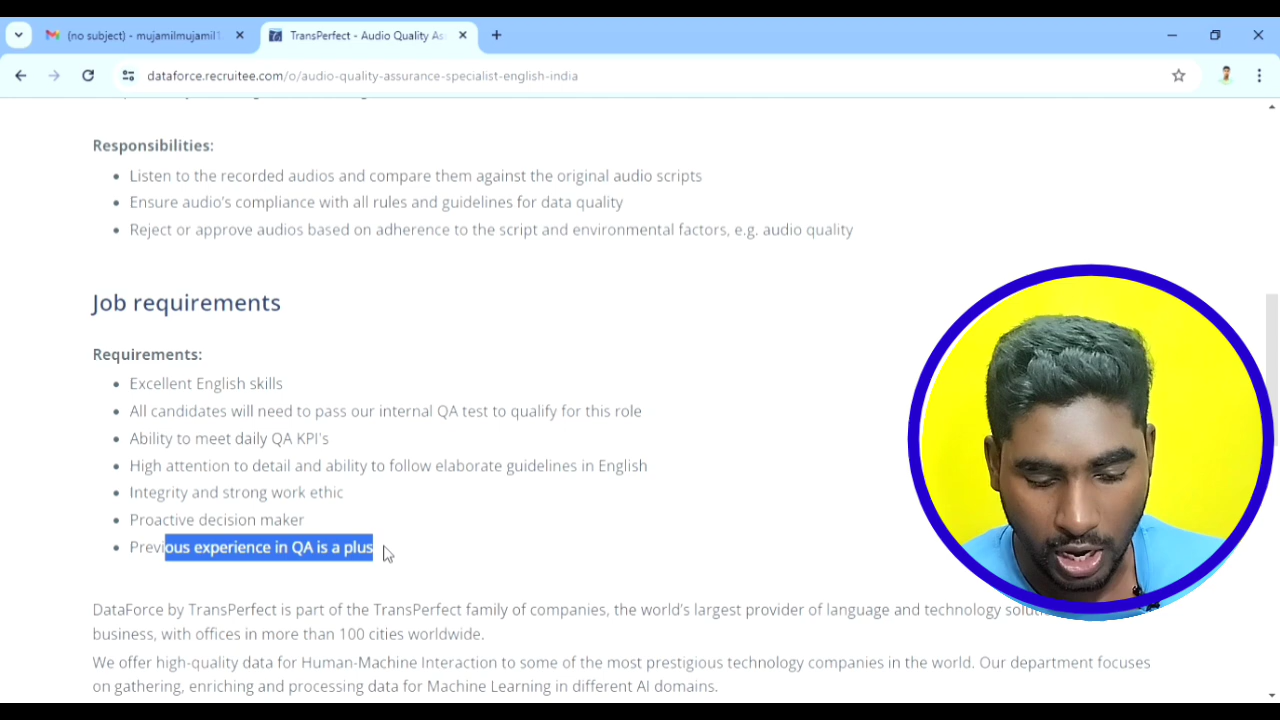 (no subject) - mujamilmujamil1
TransPerfect - Audio Quality As
dataforce.recruitee.com/o/audio-quality-assurance-specialist-english-india
Responsibilities:
Listen to the recorded audios and compare them against the original audio scripts
Ensure audio's compliance with all rules and guidelines for data quality
Reject or approve audios based on adherence to the script and environmental factors, e.g. audio quality
Job requirements
Requirements:
Excellent English skills
All candidates will need to pass our internal QA test to qualify for this role
Ability to meet daily QA KPI's
High attention to detail and ability to follow elaborate guidelines in English
Integrity and strong work ethic
Proactive decision maker
Previous experience in QA is a plus
DataForce by TransPerfect is part of the TransPerfect family of companies, the world's largest provider of language and technology
business, with offices in more than 100 cities worldwide.
We offer high-quality data for Human-Machine Interaction to some of the most prestigious technology companies in the world. Our department focuses
on gathering, enriching and processing data for Machine Learning in different AI domains.